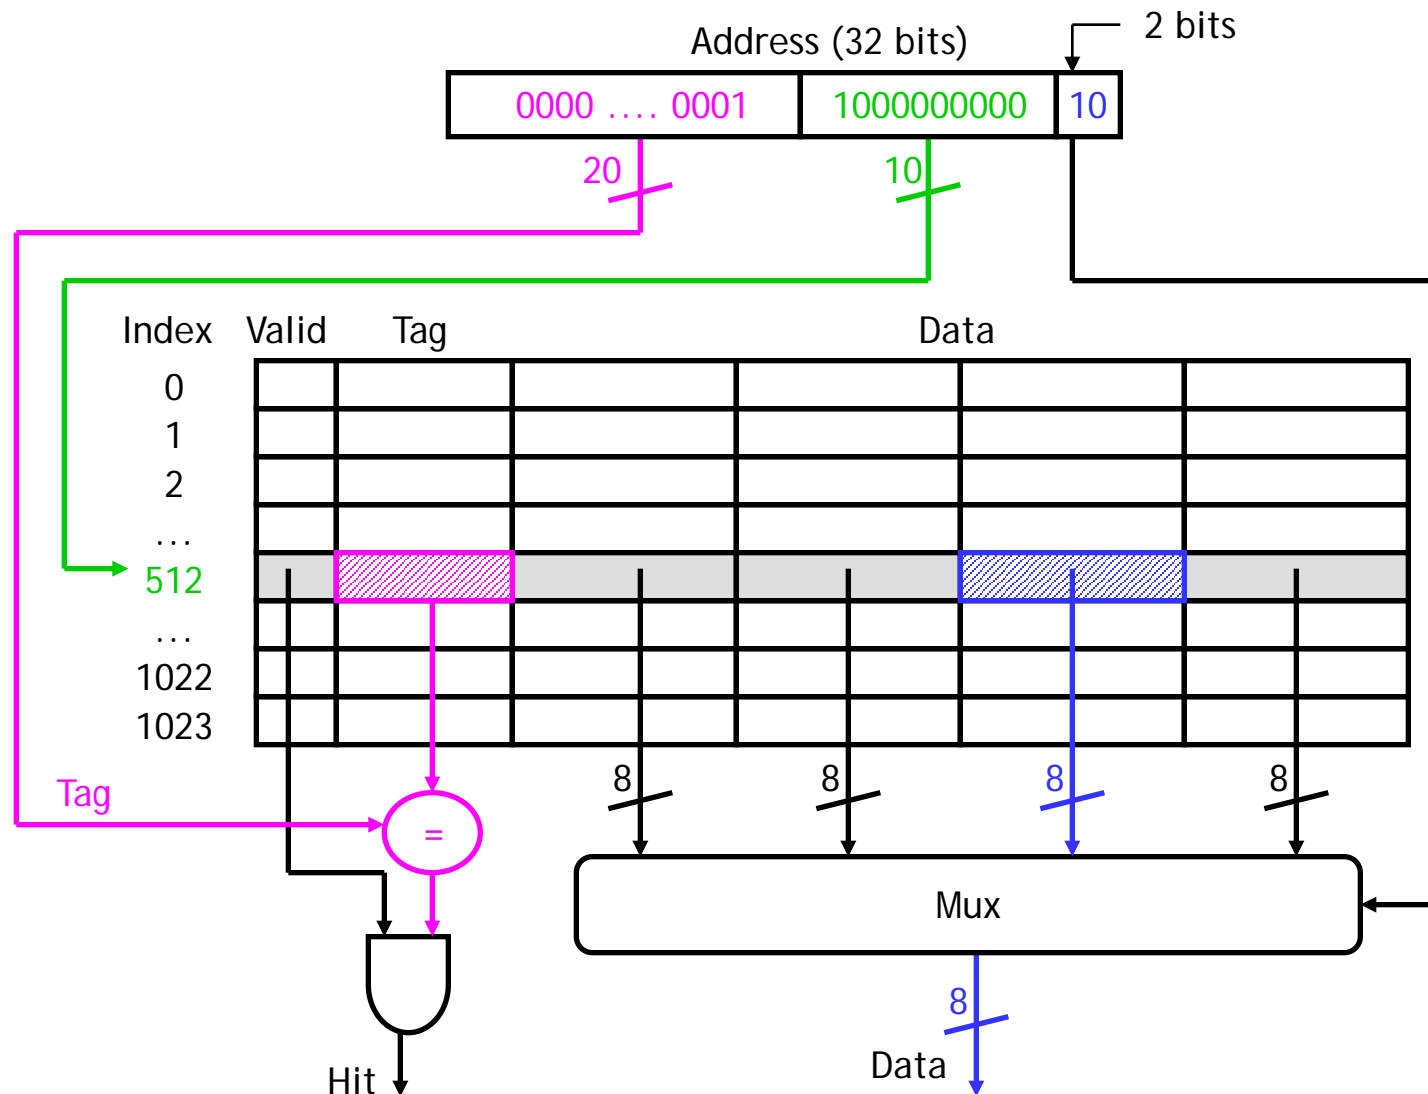 Address (32 bits)
2 bits
0000 .... 0001 1000000000 10
20 10
Index Valid Tag Data
0
1
2
...
512
...
1022
1023
8 8 8 8
Tag
=
Mux
8
Data
Hit